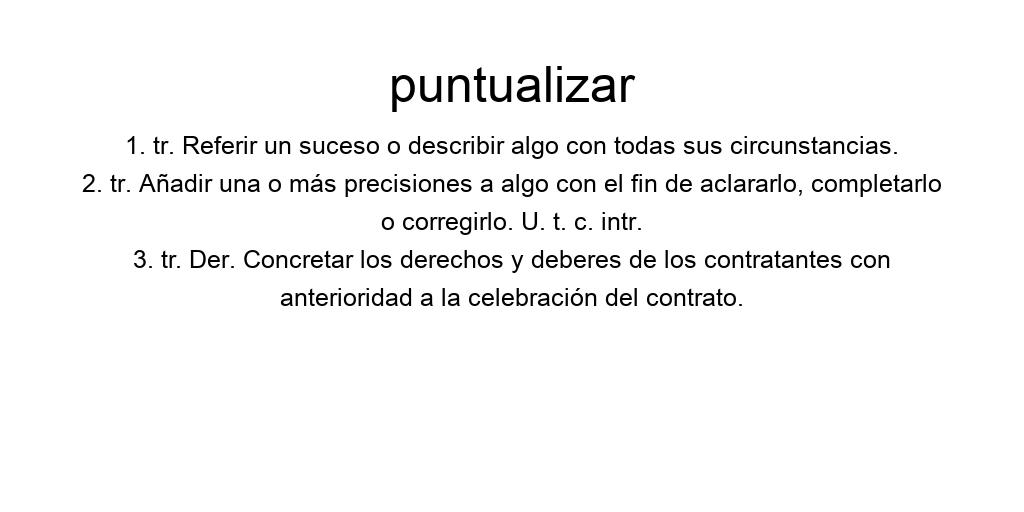 puntualizar
1. tr. Referir un suceso o describir algo con todas sus circunstancias.
2. tr. Añadir una o más precisiones a algo con el fin de aclararlo, completarlo
o corregirlo. U. t. c. intr.
3. tr. Der. Concretar los derechos y deberes de los contratantes con
anterioridad a la celebración del contrato.